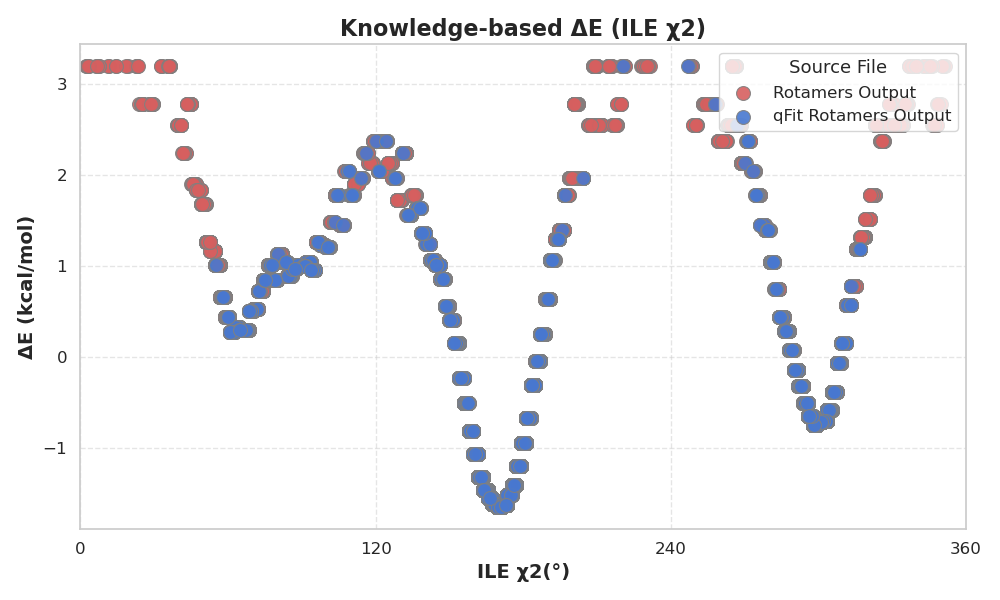 Knowledge-based ΔE (ILE χ2)
Source File
Rotamers Output
qFit Rotamers Output
ΔE (kcal/mol)
3
2
1
0
−1
0 120 240 360
ILE χ2(°)